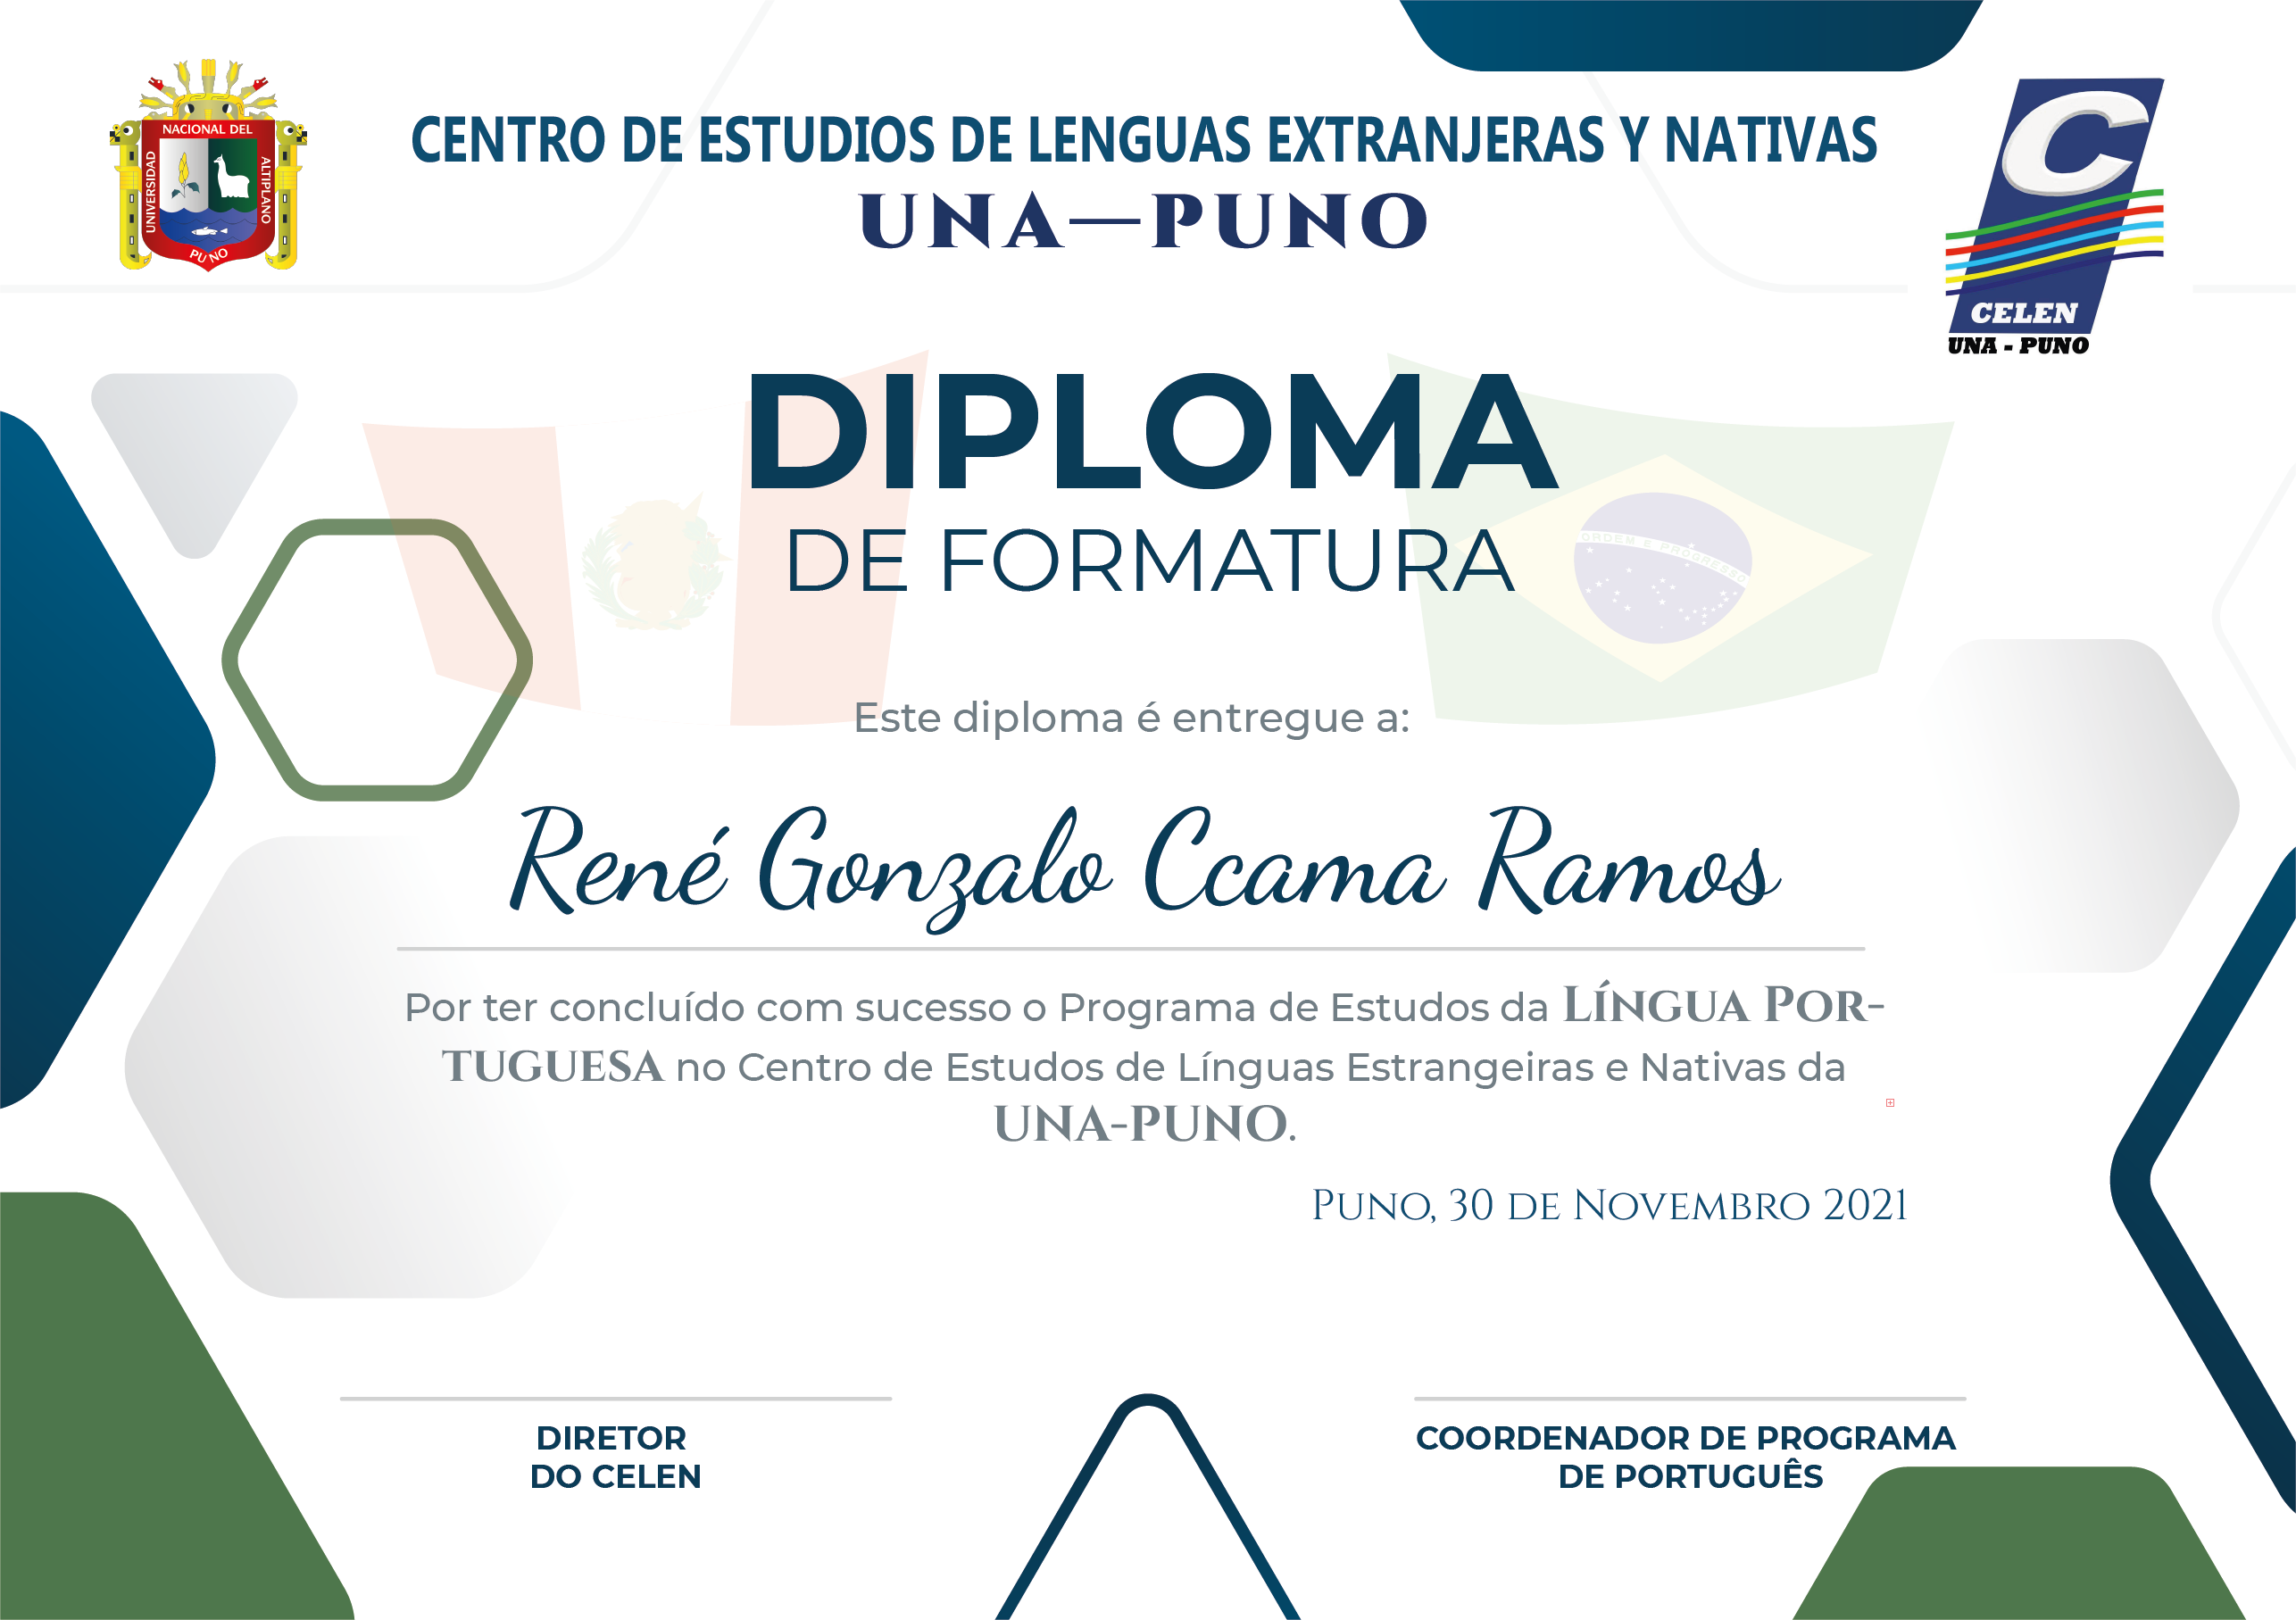 NACIONAL DEL
UNIVERSIDAD
ALTIPLANO
PUNO
CENTRO DE ESTUDIOS DE LENGUAS EXTRANJERAS Y NATIVAS
UNA—PUNO
C
CELEN
UNA - PUNO
DIPLOMA
DE FORMATURA
ORDEM E PROGRESSO
Este diploma é entregue a:
René Gonzalo Ccama Ramos
Por ter concluído com sucesso o Programa de Estudos da LÍNGUA POR-
TUGUESA no Centro de Estudos de Línguas Estrangeiras e Nativas da
UNA-PUNO.
PUNO, 30 DE NOVEMBRO 2021
DIRETOR
DO CELEN
COORDENADOR DE PROGRAMA
DE PORTUGUÊS